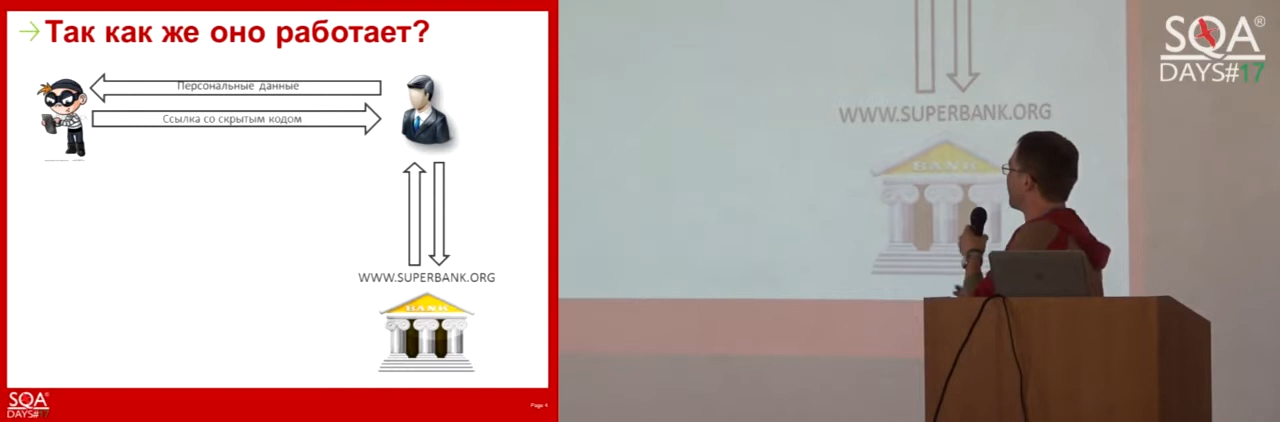 Так как же оно работает?
Персональные данные
Ссылка со скрытым кодом
WWW.SUPERBANK.ORG
BANK
SQA®
DAYS#17
Page 4
WWW.SUPERBANK.ORG
BANK
SQA®
DAYS#17